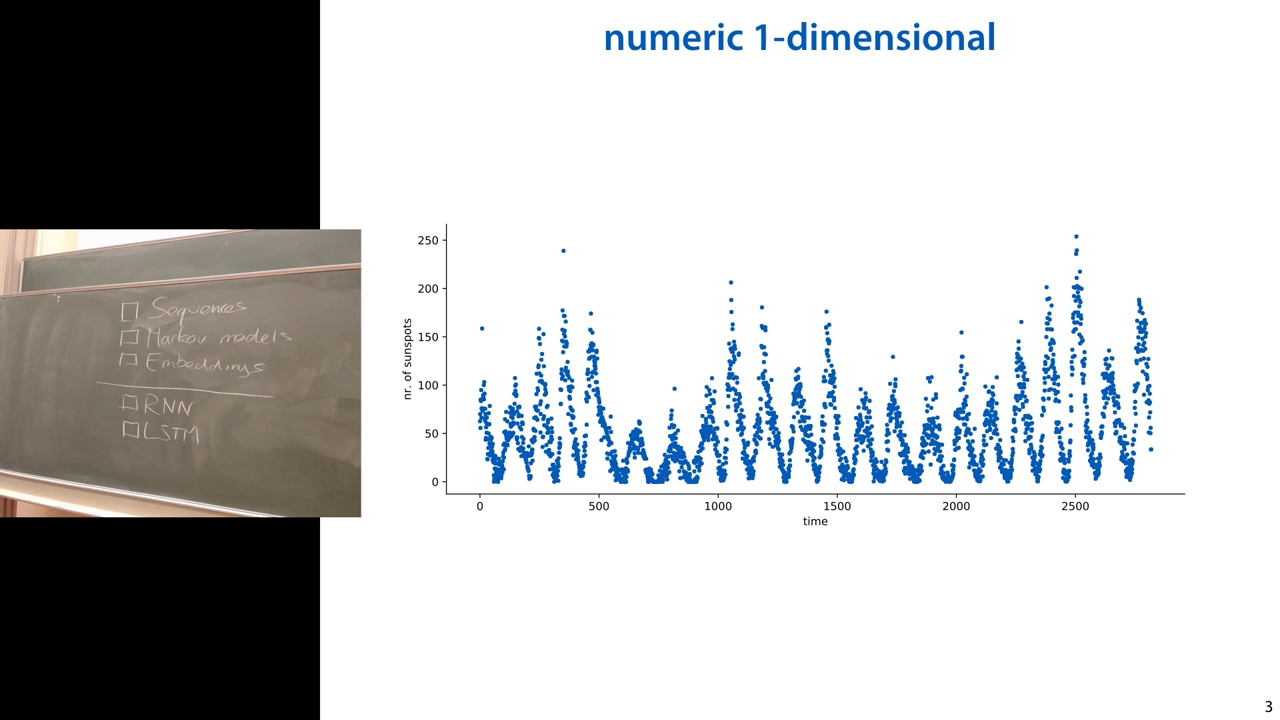 numeric 1-dimensional
Sequences
Markov models
Embeddings
RNN
LSTM
250
200
150
100
50
0
nr. of sunspots
0 500 1000 1500 2000 2500
time
3